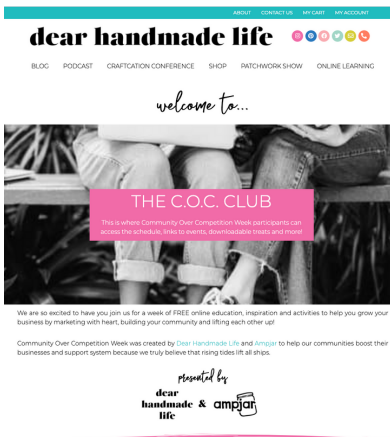 ABOUT CONTACT US MY CART MY ACCOUNT
dear handmade life
BLOG PODCAST CRAFTCATION CONFERENCE SHOP PATCHWORK SHOW ONLINE LEARNING
welcome to...
THE C.O.C. CLUB
This is where Community Over Competition Week participants can
access the schedule, links to events, downloadable treats and more!
We are so excited to have you join us for a week of FREE online education, inspiration and activities to help you grow your
business by marketing with heart, building your community and lifting each other up!
Community Over Competition Week was created by Dear Handmade Life and Ampjar to help our communities boost their
businesses and support system because we truly believe that rising tides lift all ships.
presented by
dear
handmade & ampjar
life